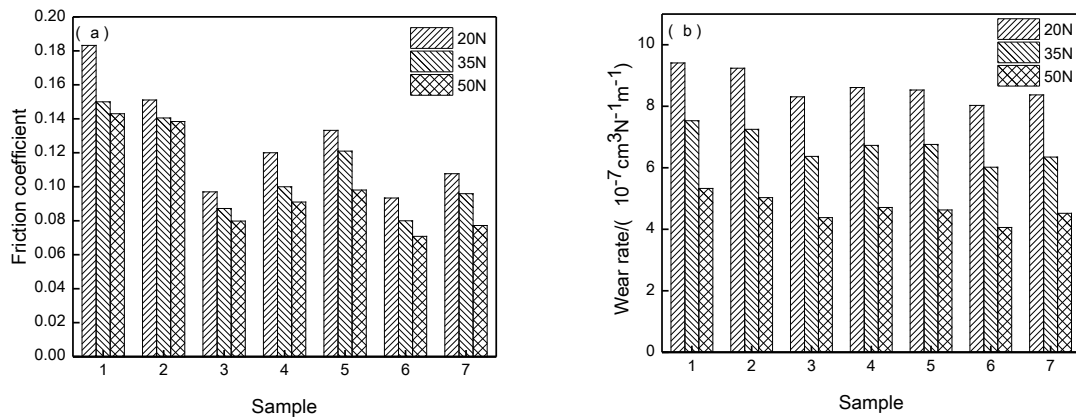 ( a)
20N
35N
50N
0.20
0.18
0.16
0.14
0.12
0.10
0.08
0.06
0.04
0.02
0.00
Friction coefficient
1 2 3 4 5 6 7
Sample
( b)
20N
35N
50N
10
8
6
4
2
0
Wear rate/( 10⁻⁷cm³N⁻¹m⁻¹)
1 2 3 4 5 6 7
Sample